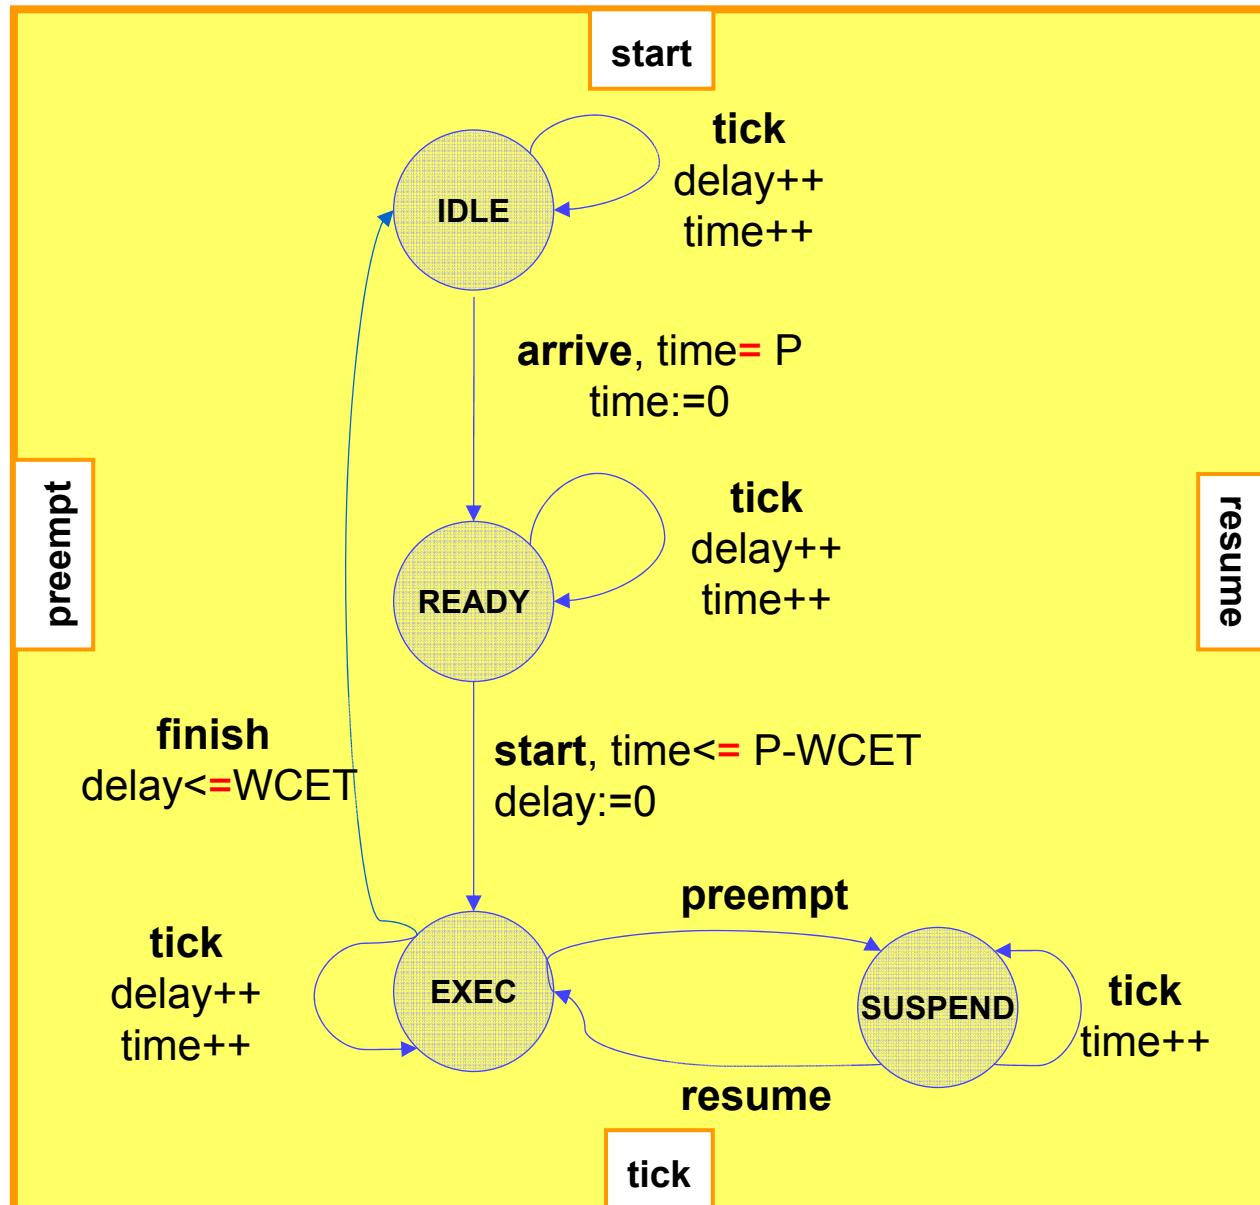 start
tick
delay++
time++
IDLE
arrive, time= P
time:=0
preempt
resume
tick
delay++
time++
READY
finish
delay<=WCET
start, time<= P-WCET
delay:=0
preempt
tick
delay++
time++
EXEC
SUSPEND
tick
time++
resume
tick